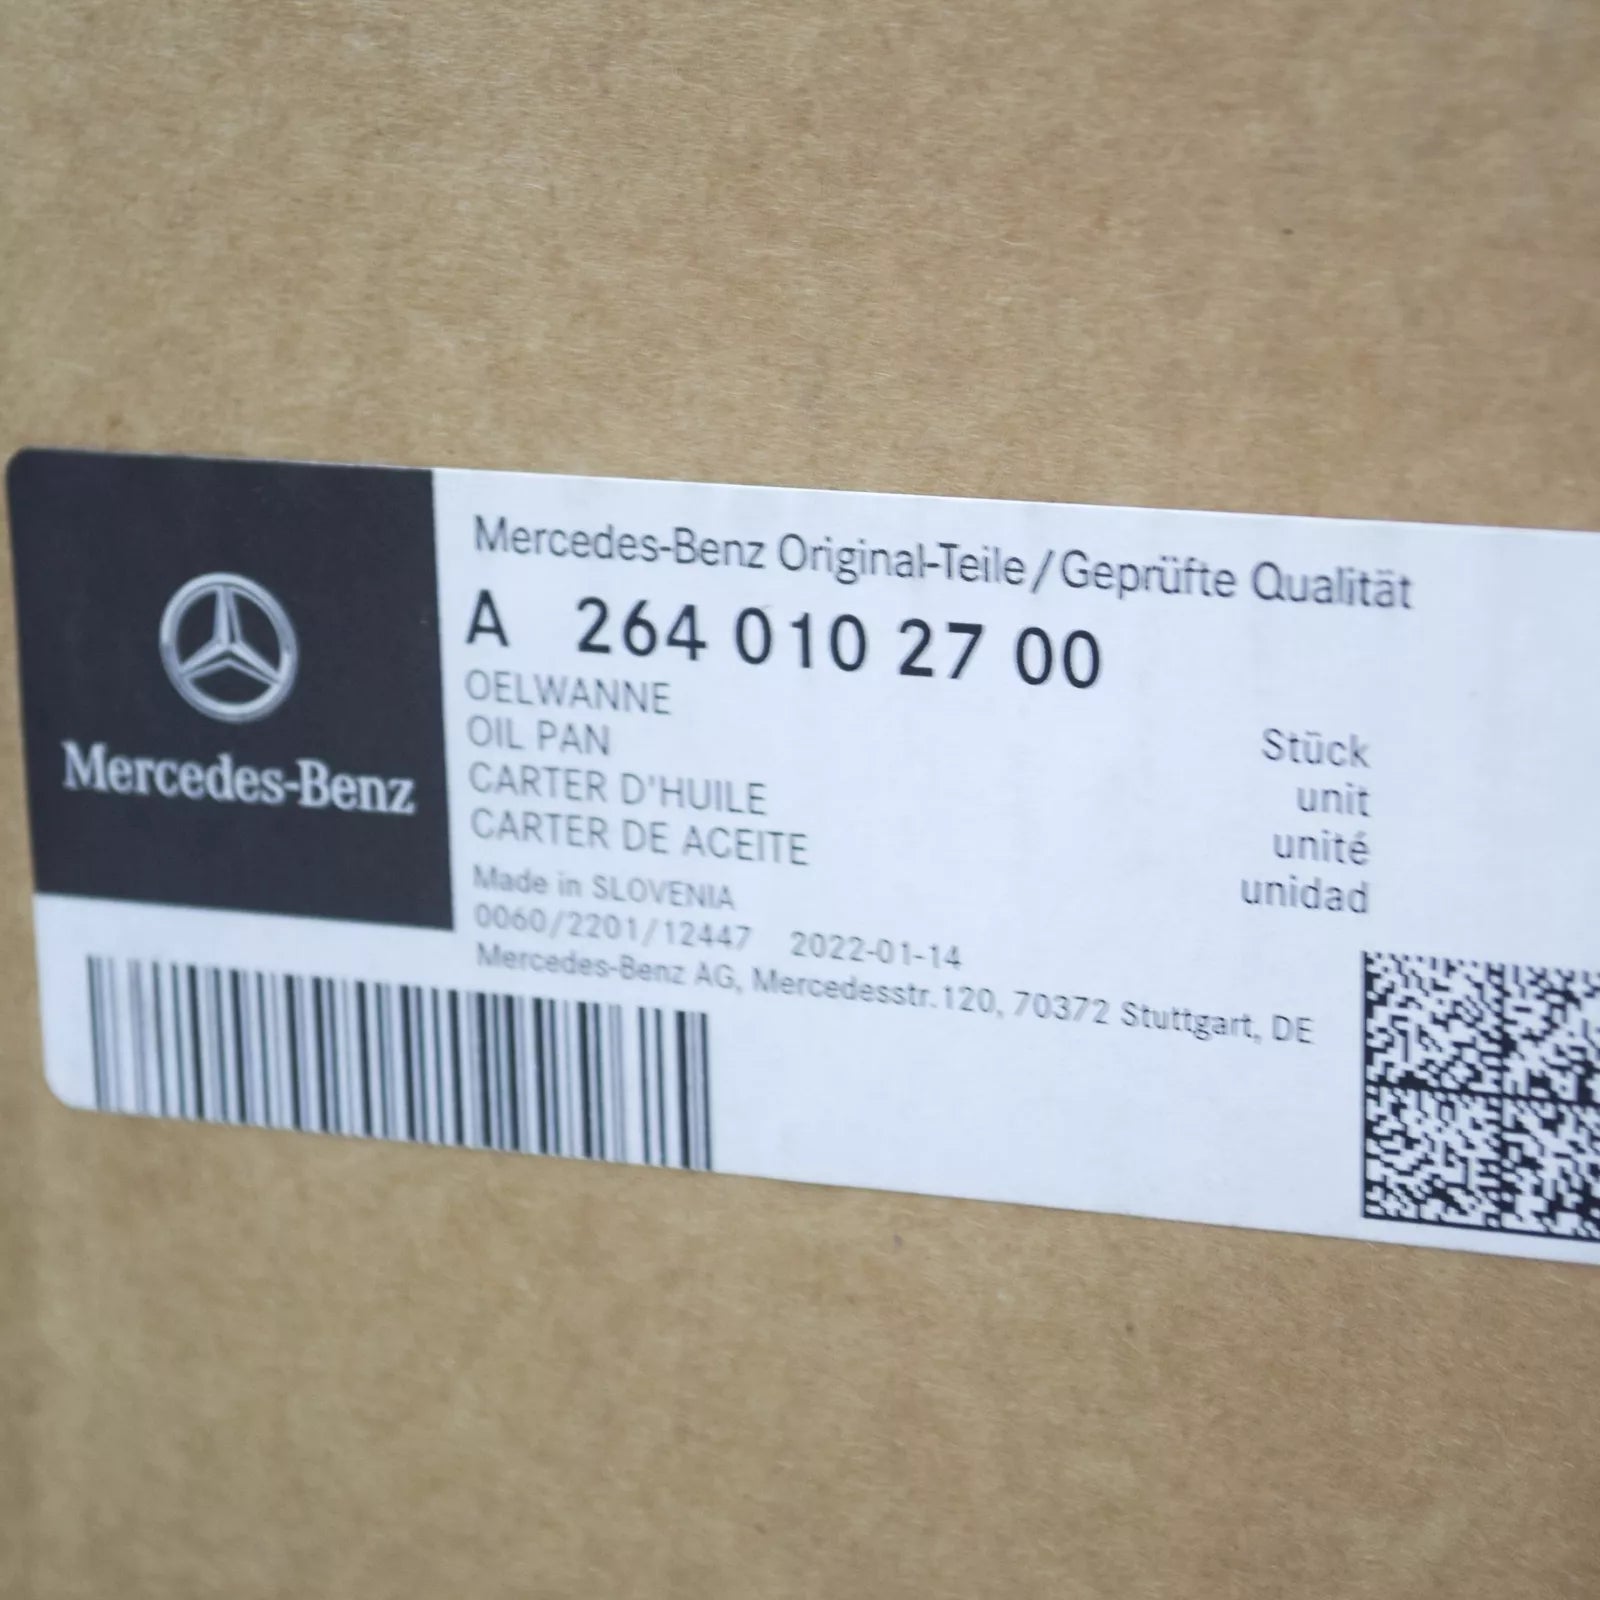 Mercedes-Benz
Mercedes-Benz Original-Teile/Geprüfte Qualität
A 264 010 27 00
OELWANNE
OIL PAN
CARTER D'HUILE
CARTER DE ACEITE
Stück
unit
unité
unidad
Made in SLOVENIA
0060/2201/12447 2022-01-14
Mercedes-Benz AG, Mercedesstr. 120, 70372 Stuttgart, DE